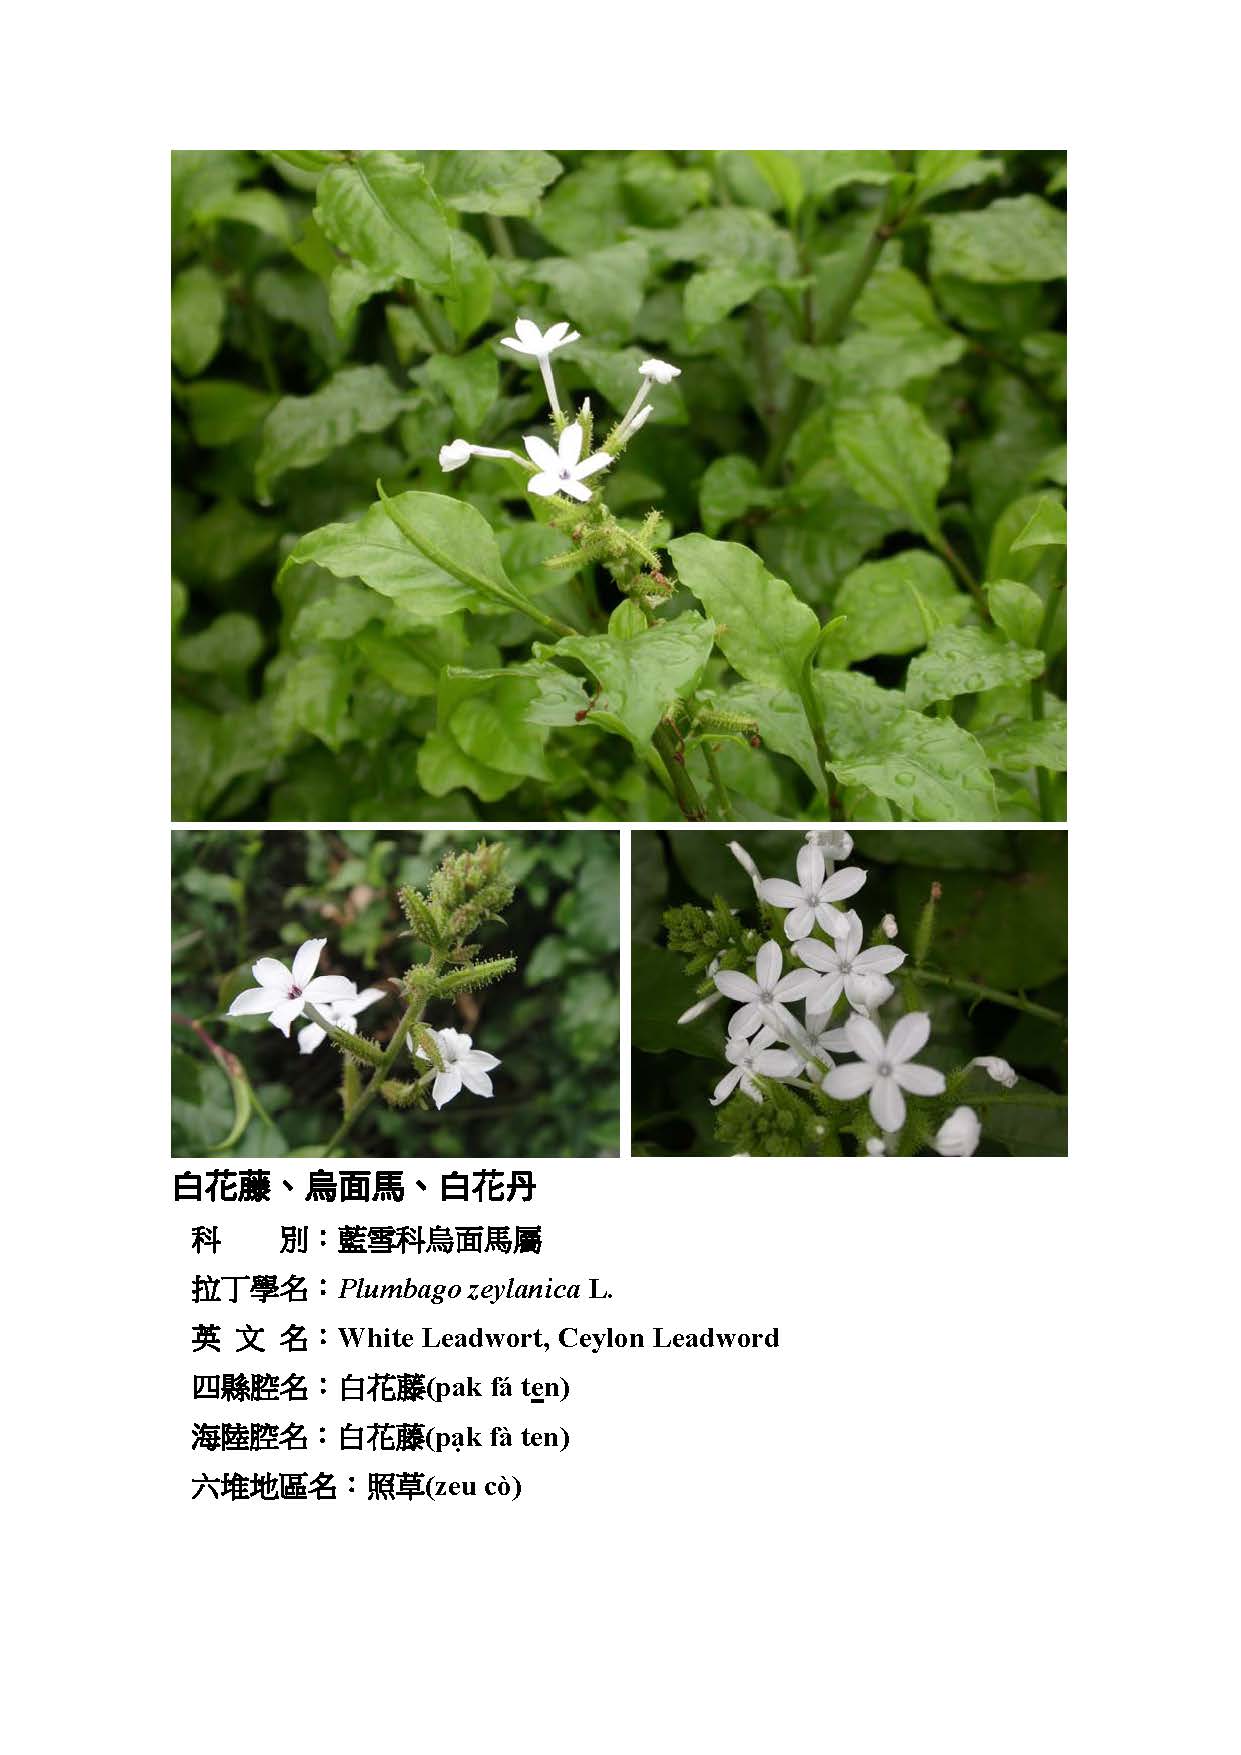 白花藤、烏面馬、白花丹
科　　別：藍雪科烏面馬屬
拉丁學名：Plumbago zeylanica L.
英 文 名：White Leadwort, Ceylon Leadword
四縣腔名：白花藤(pak fá ten)
海陸腔名：白花藤(pạk fà ten)
六堆地區名：照草(zeu cò)